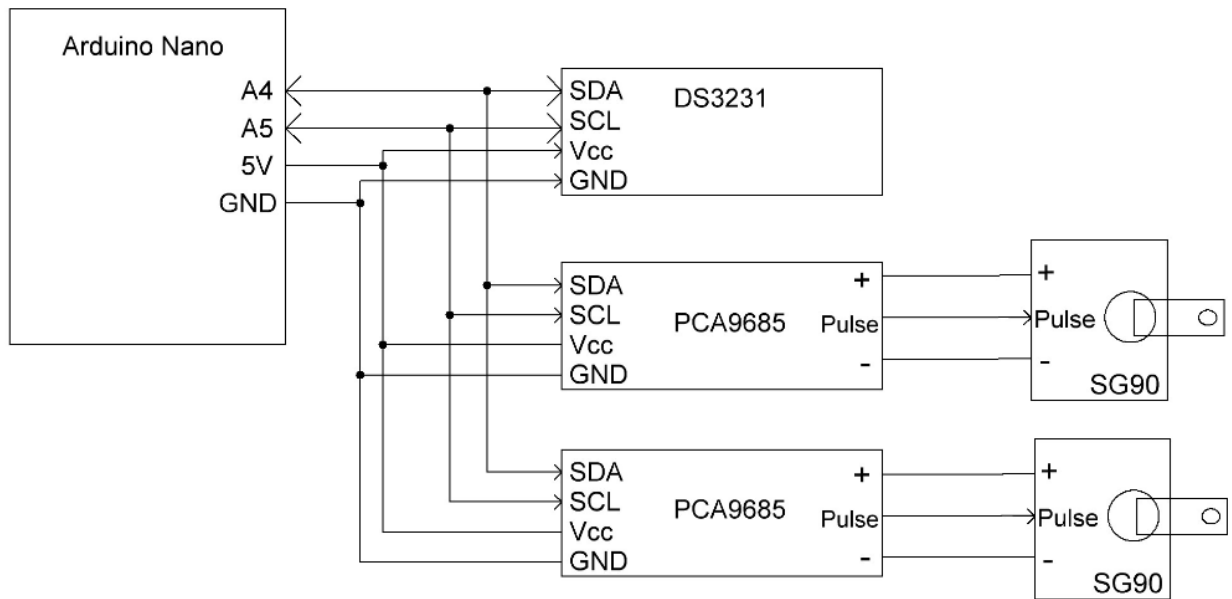 Arduino Nano
A4
A5
5V
GND
SDA
SCL
Vcc
GND
DS3231
SDA
SCL
Vcc
GND
PCA9685
+
Pulse
-
+
Pulse
-
SG90
SDA
SCL
Vcc
GND
PCA9685
+
Pulse
-
+
Pulse
-
SG90